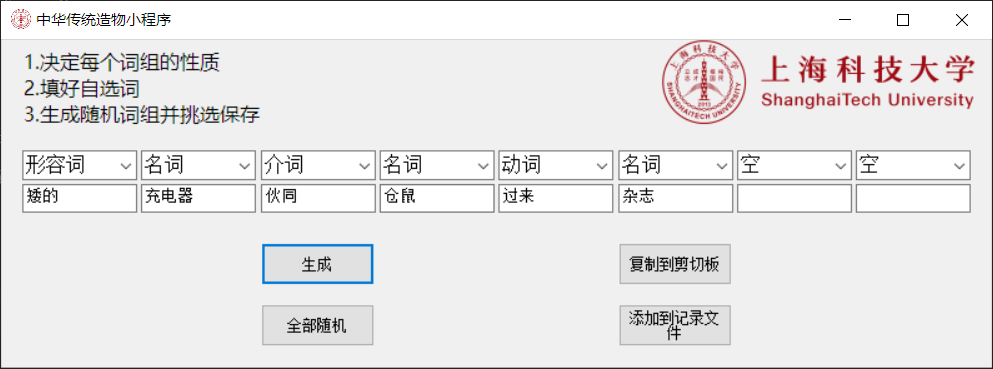 中华传统造物小程序
1.决定每个词组的性质
2.填好自选词
3.生成随机词组并挑选保存
上海科技大学
ShanghaiTech University
SHANGHAITECH UNIVERSITY
2013
形容词 名词 介词 名词 动词 名词 空 空
矮的 充电器 伙同 仓鼠 过来 杂志
生成 复制到剪切板
全部随机 添加到记录文
件